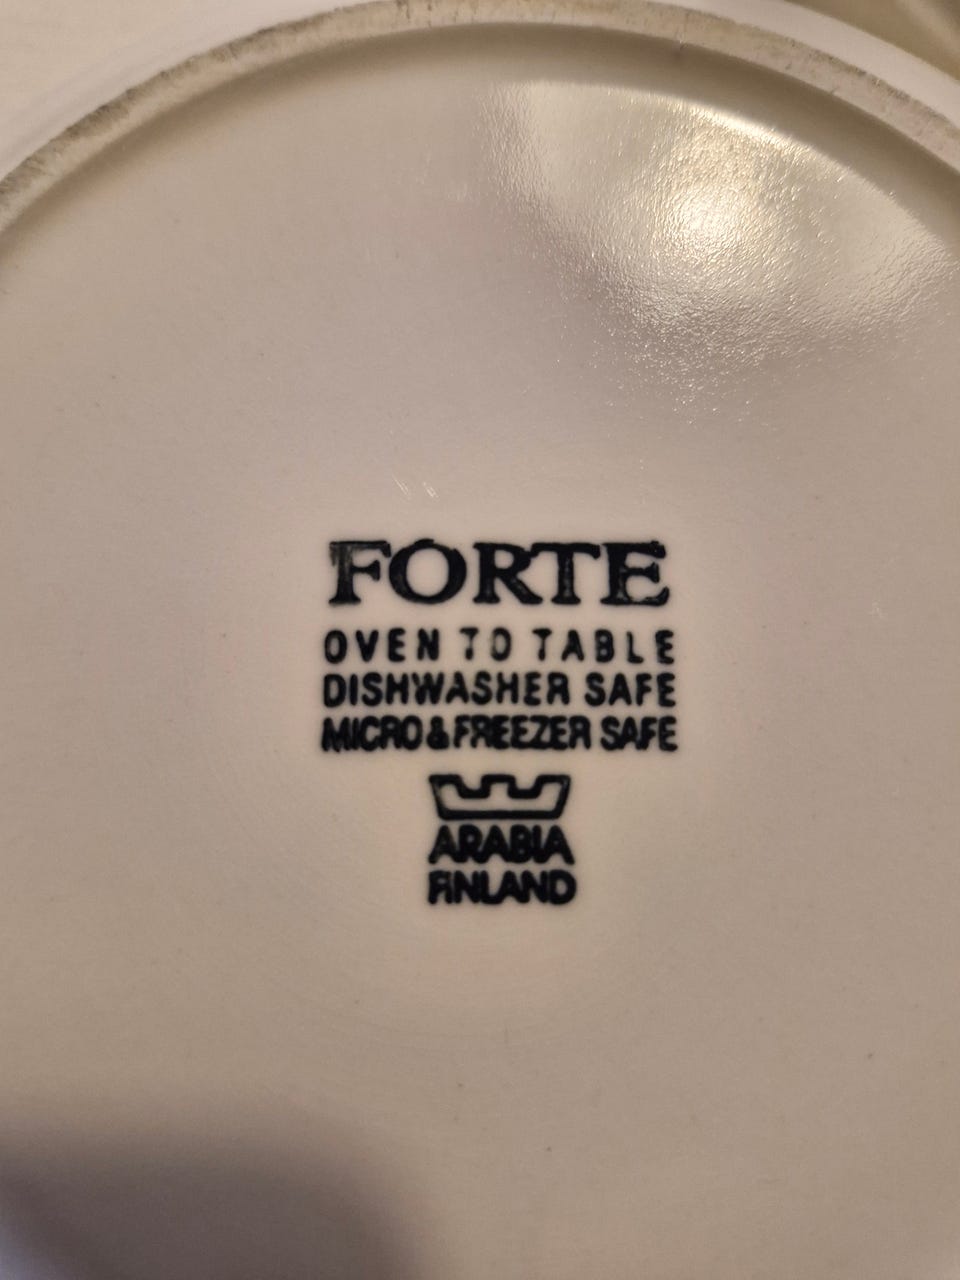 FORTE
OVEN TO TABLE
DISHWASHER SAFE
MICRO & FREEZER SAFE
ARABIA
FINLAND